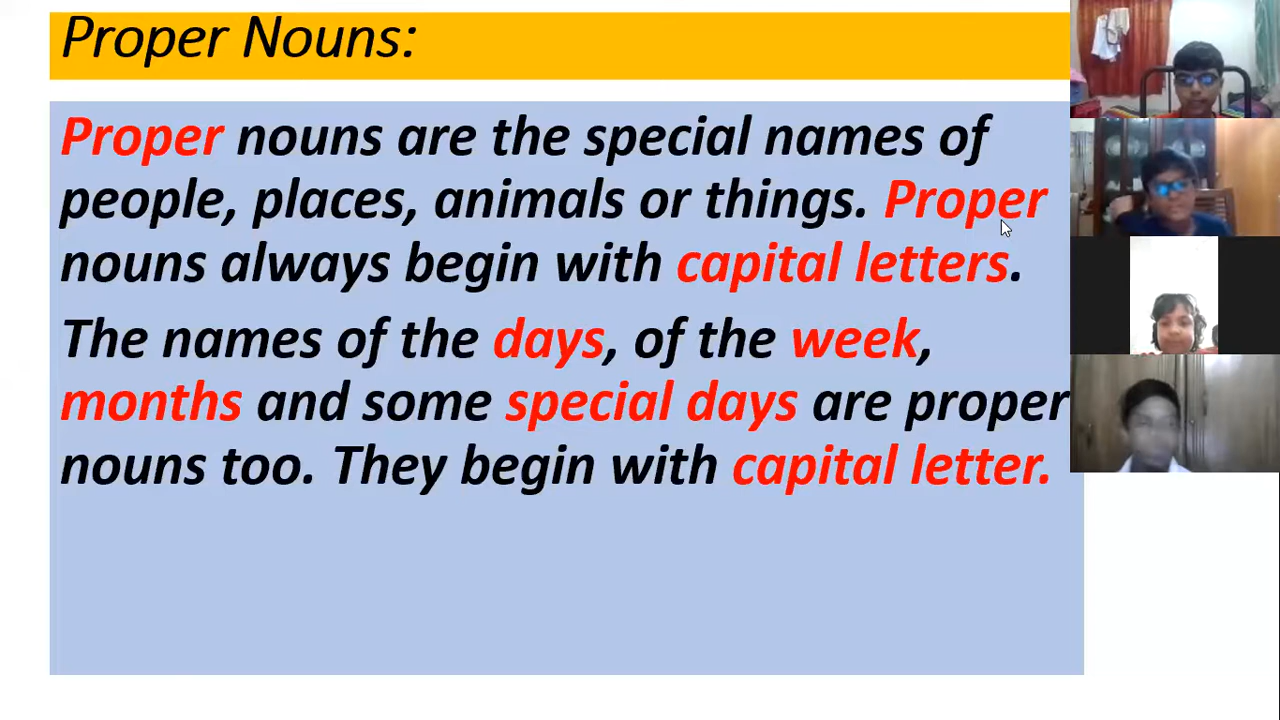 Proper Nouns:
Proper nouns are the special names of
people, places, animals or things. Proper
nouns always begin with capital letters.
The names of the days, of the week,
months and some special days are proper
nouns too. They begin with capital letter.